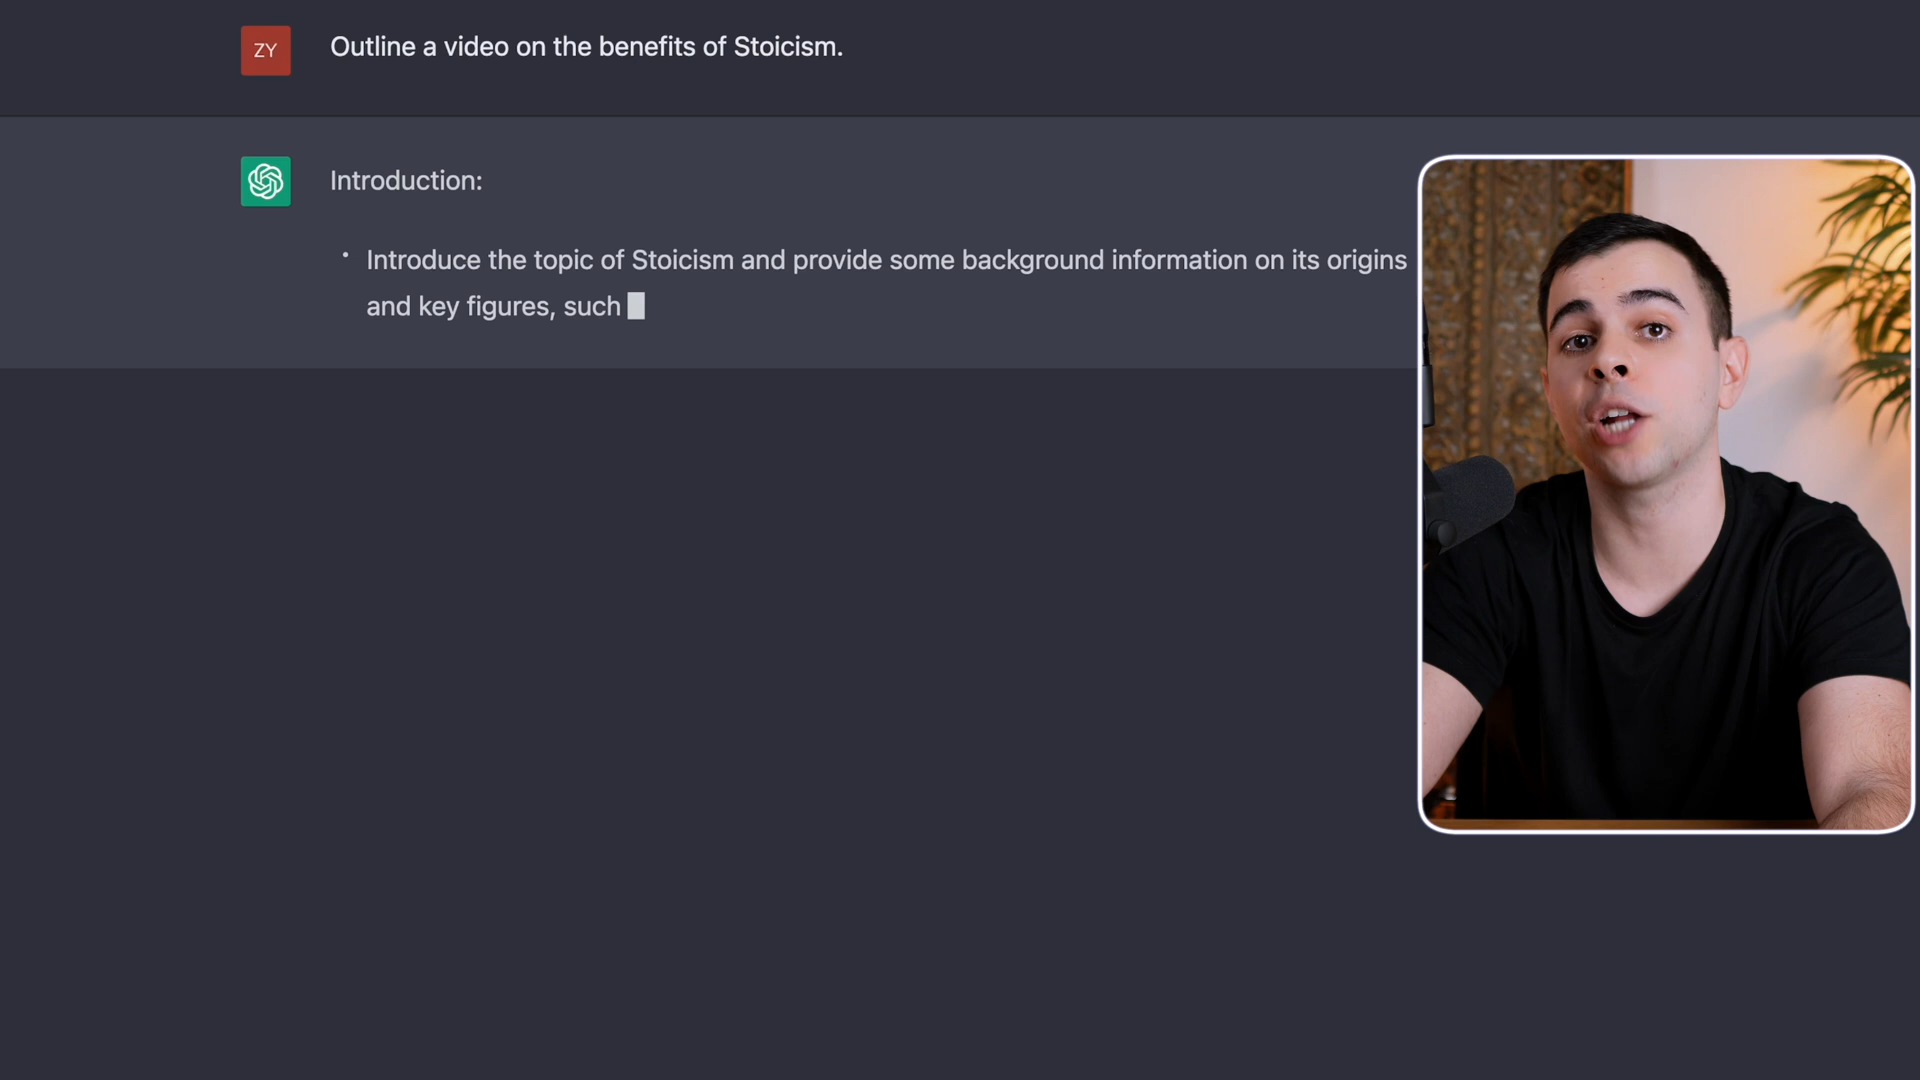 ZY
Outline a video on the benefits of Stoicism.
Introduction:
• Introduce the topic of Stoicism and provide some background information on its origins
and key figures, such